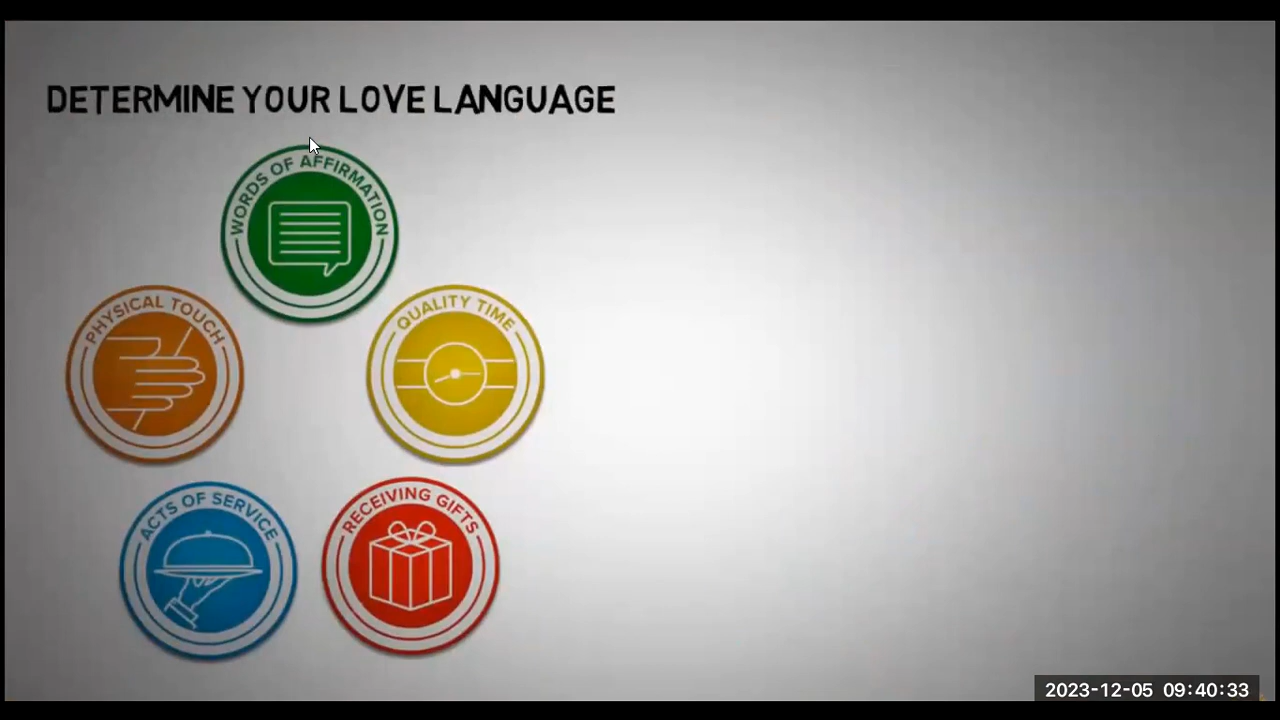 DETERMINE YOUR LOVE LANGUAGE
WORDS OF AFFIRMATION
PHYSICAL TOUCH
QUALITY TIME
ACTS OF SERVICE
RECEIVING GIFTS
2023-12-05 09:40:33